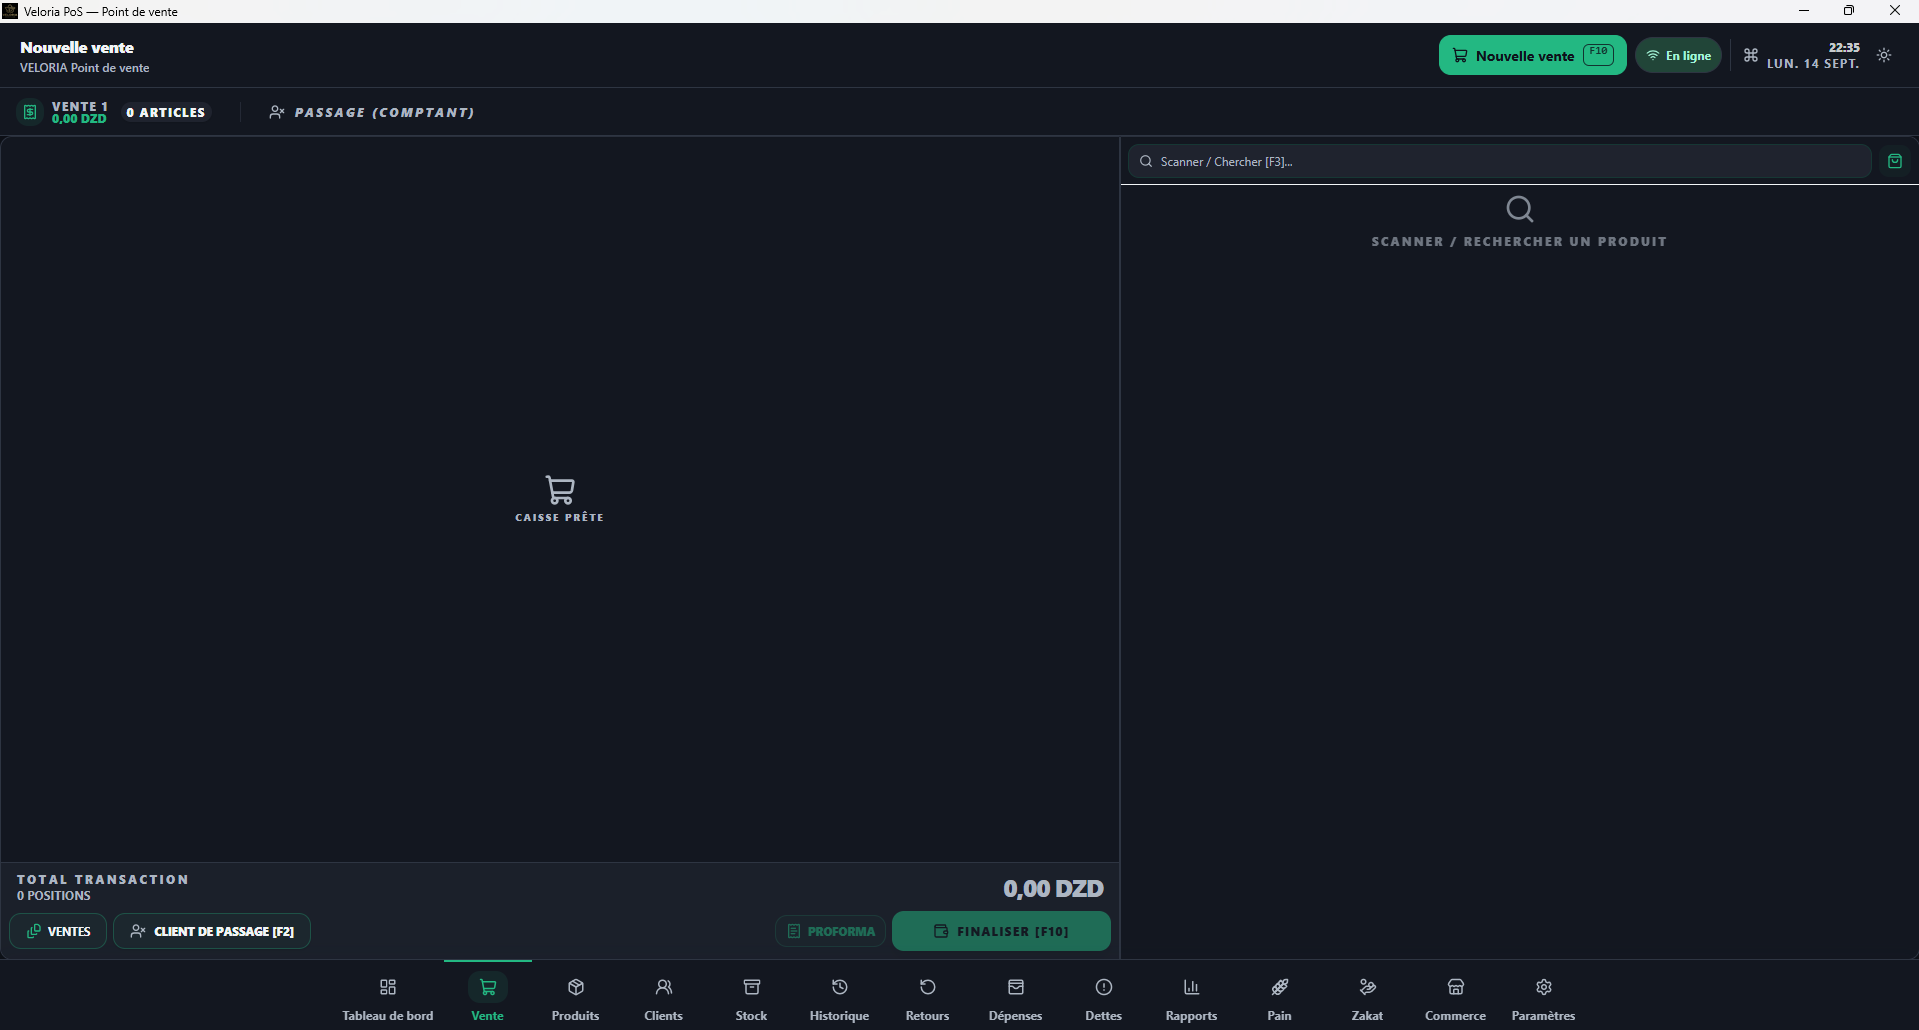 Veloria PoS — Point de vente
Nouvelle vente
VELORIA Point de vente
Nouvelle vente F10
En ligne
22:35
LUN. 14 SEPT.
VENTE 1
0,00 DZD
0 ARTICLES
PASSAGE (COMPTANT)
Scanner / Chercher [F3]...
SCANNER / RECHERCHER UN PRODUIT
CAISSE PRÊTE
TOTAL TRANSACTION
0 POSITIONS
0,00 DZD
VENTES
CLIENT DE PASSAGE [F2]
PROFORMA
FINALISER [F10]
Tableau de bord
Vente
Produits
Clients
Stock
Historique
Retours
Dépenses
Dettes
Rapports
Pain
Zakat
Commerce
Paramètres